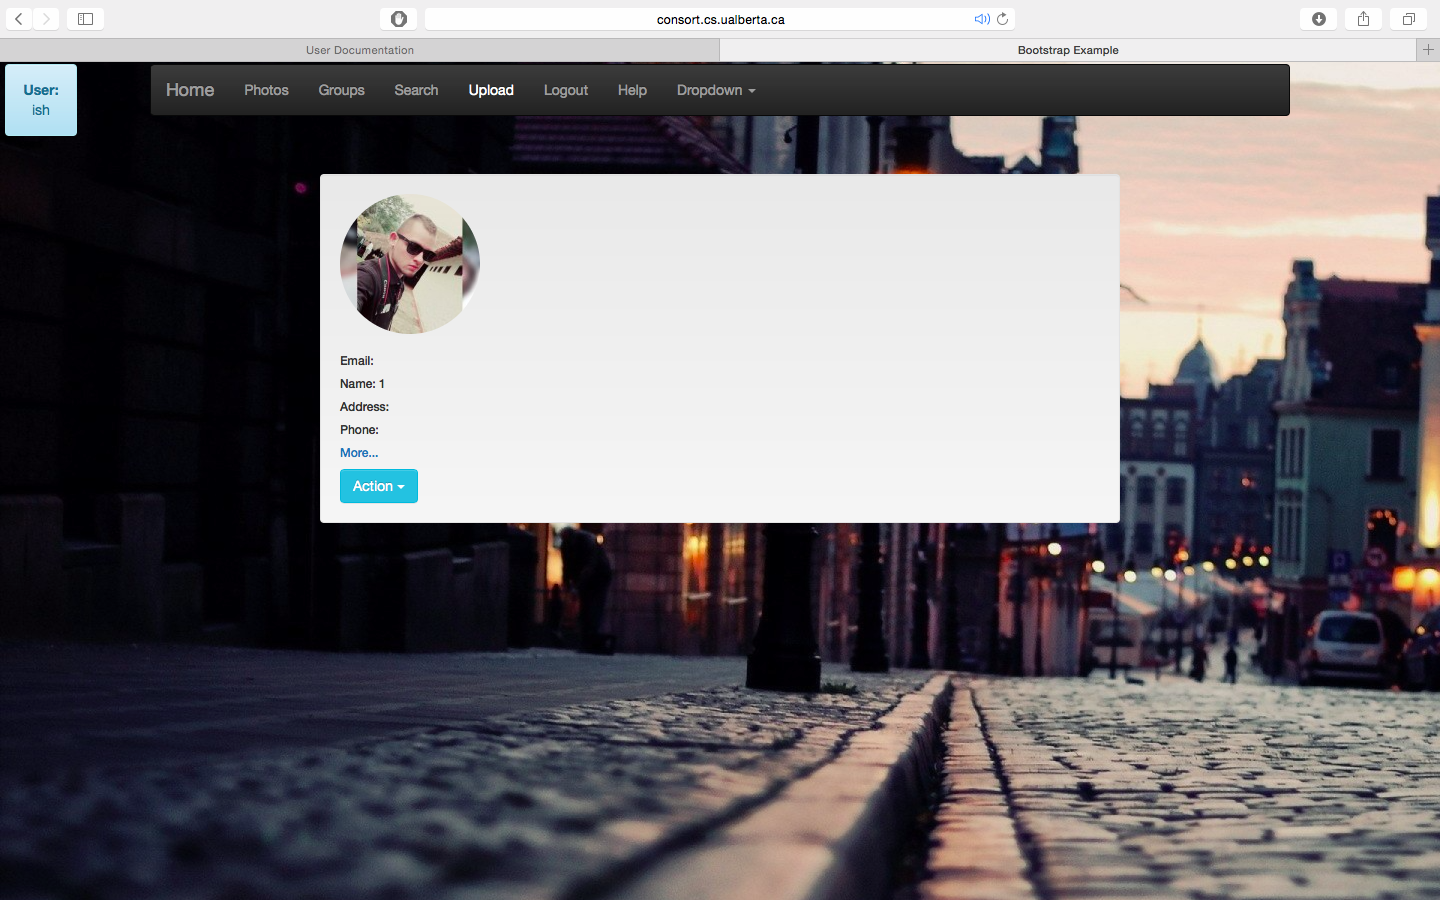 consort.cs.ualberta.ca
User Documentation
Bootstrap Example
User:
ish
Home Photos Groups Search Upload Logout Help Dropdown
Email:
Name: 1
Address:
Phone:
More...
Action